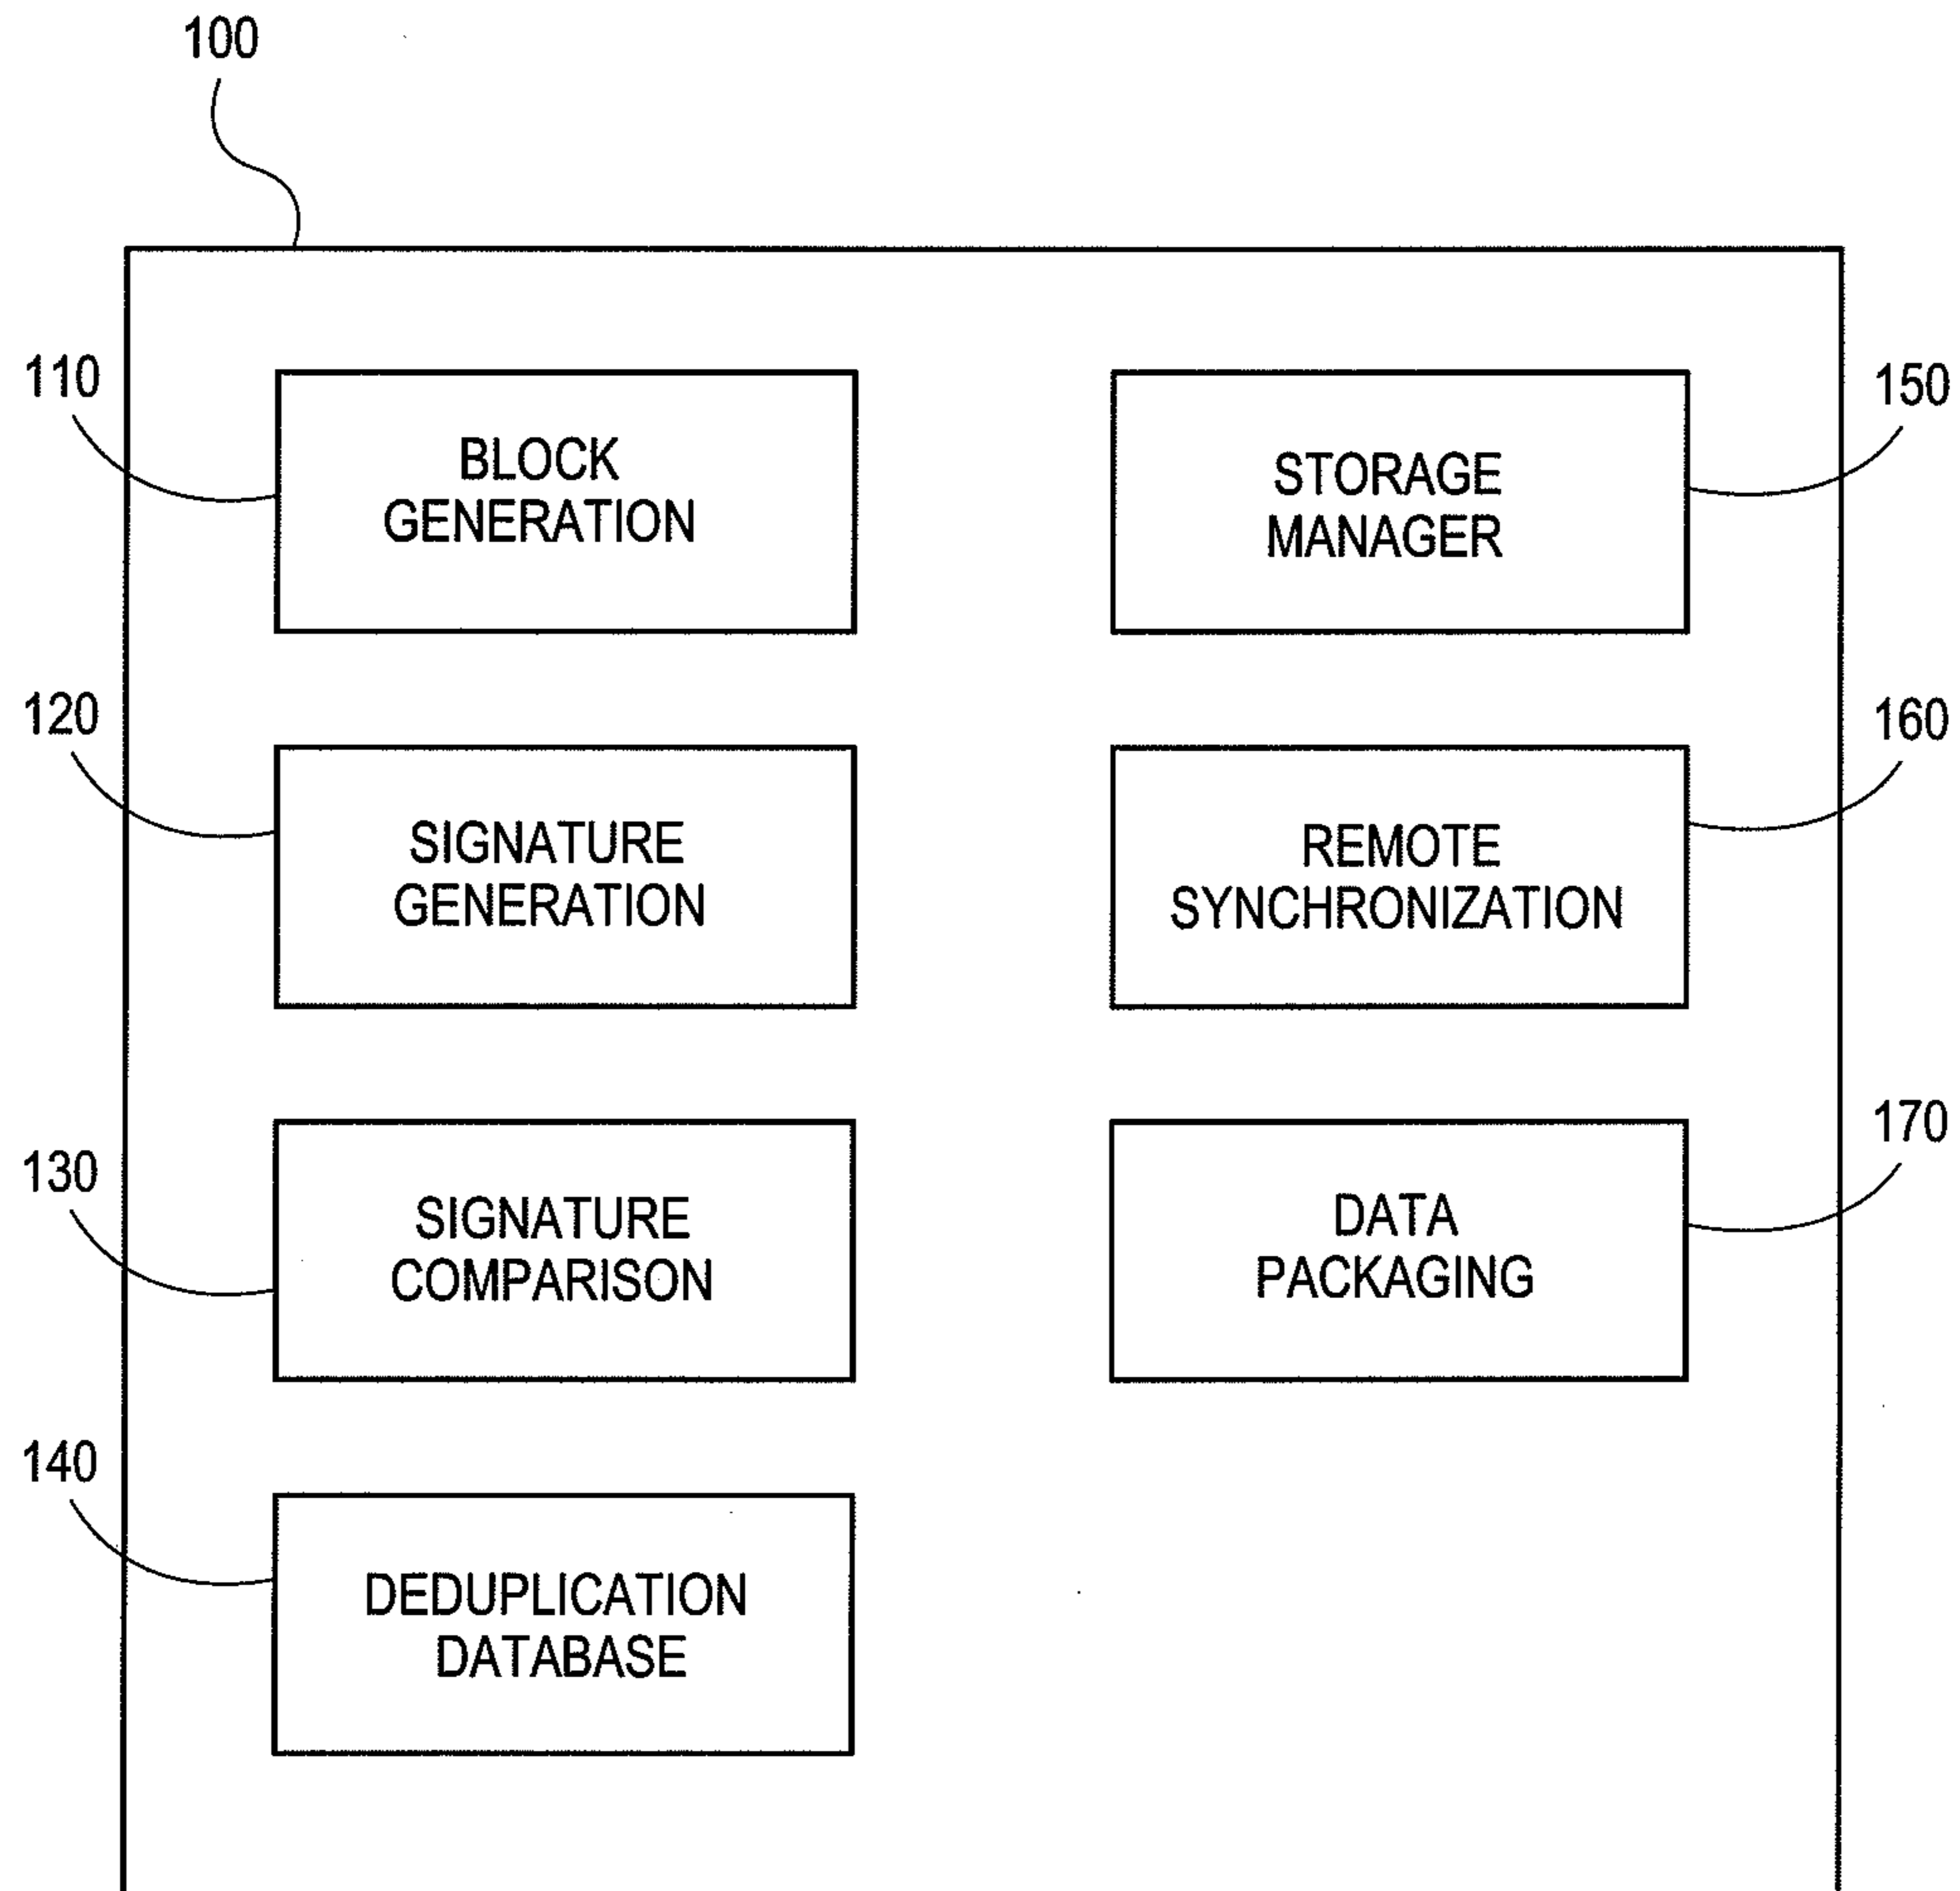 100
110
BLOCK
GENERATION
150
STORAGE
MANAGER
120
SIGNATURE
GENERATION
160
REMOTE
SYNCHRONIZATION
130
SIGNATURE
COMPARISON
170
DATA
PACKAGING
140
DEDUPLICATION
DATABASE